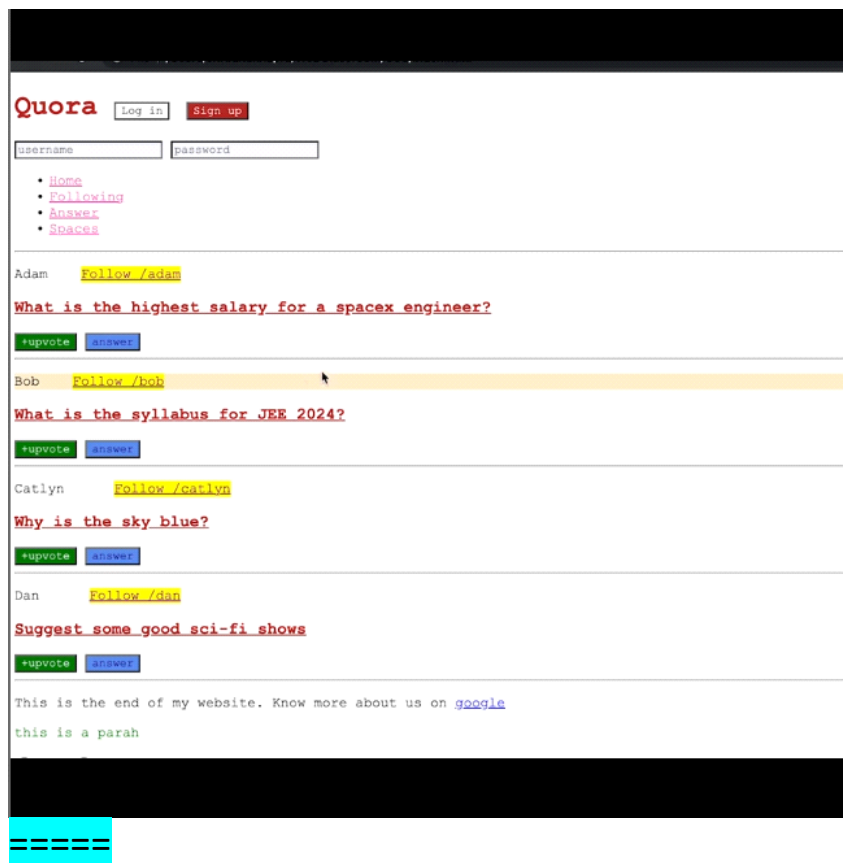 Quora Log in Sign up
username password
• Home
• Following
• Answer
• Spaces
Adam Follow /adam
What is the highest salary for a spacex engineer?
+upvote answer
Bob Follow /bob
What is the syllabus for JEE 2024?
+upvote answer
Catlyn Follow /catlyn
Why is the sky blue?
+upvote answer
Dan Follow /dan
Suggest some good sci-fi shows
+upvote answer
This is the end of my website. Know more about us on google
this is a parah
=====